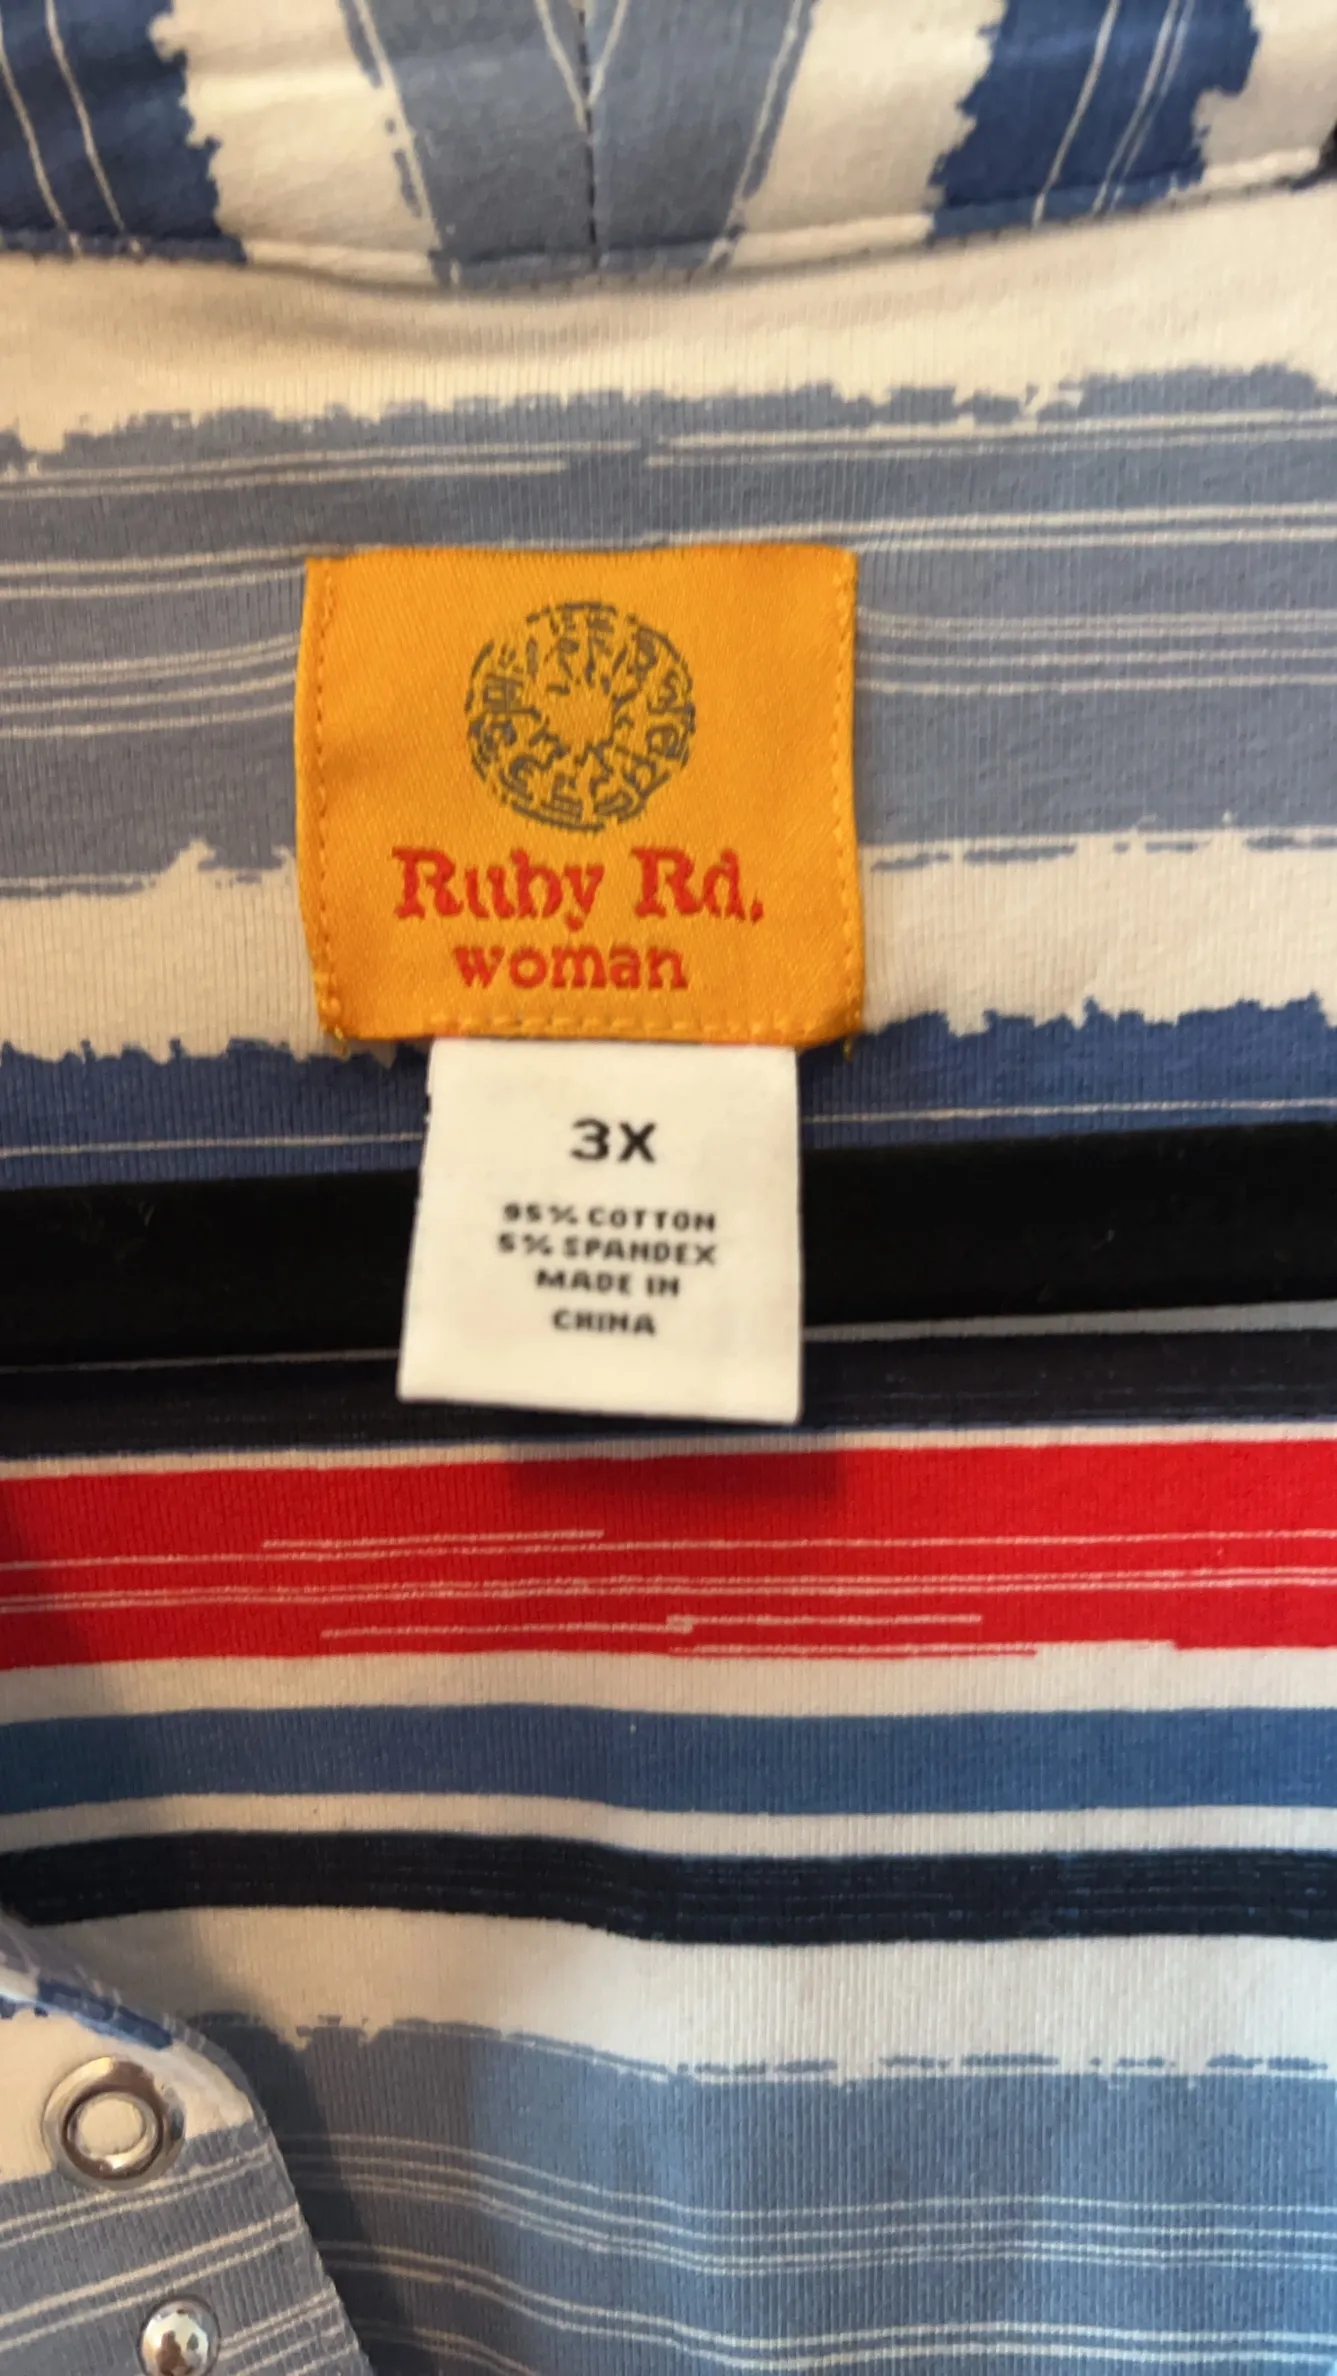 Ruby Rd.
woman
3X
95% COTTON
5% SPANDEX
MADE IN
CHINA